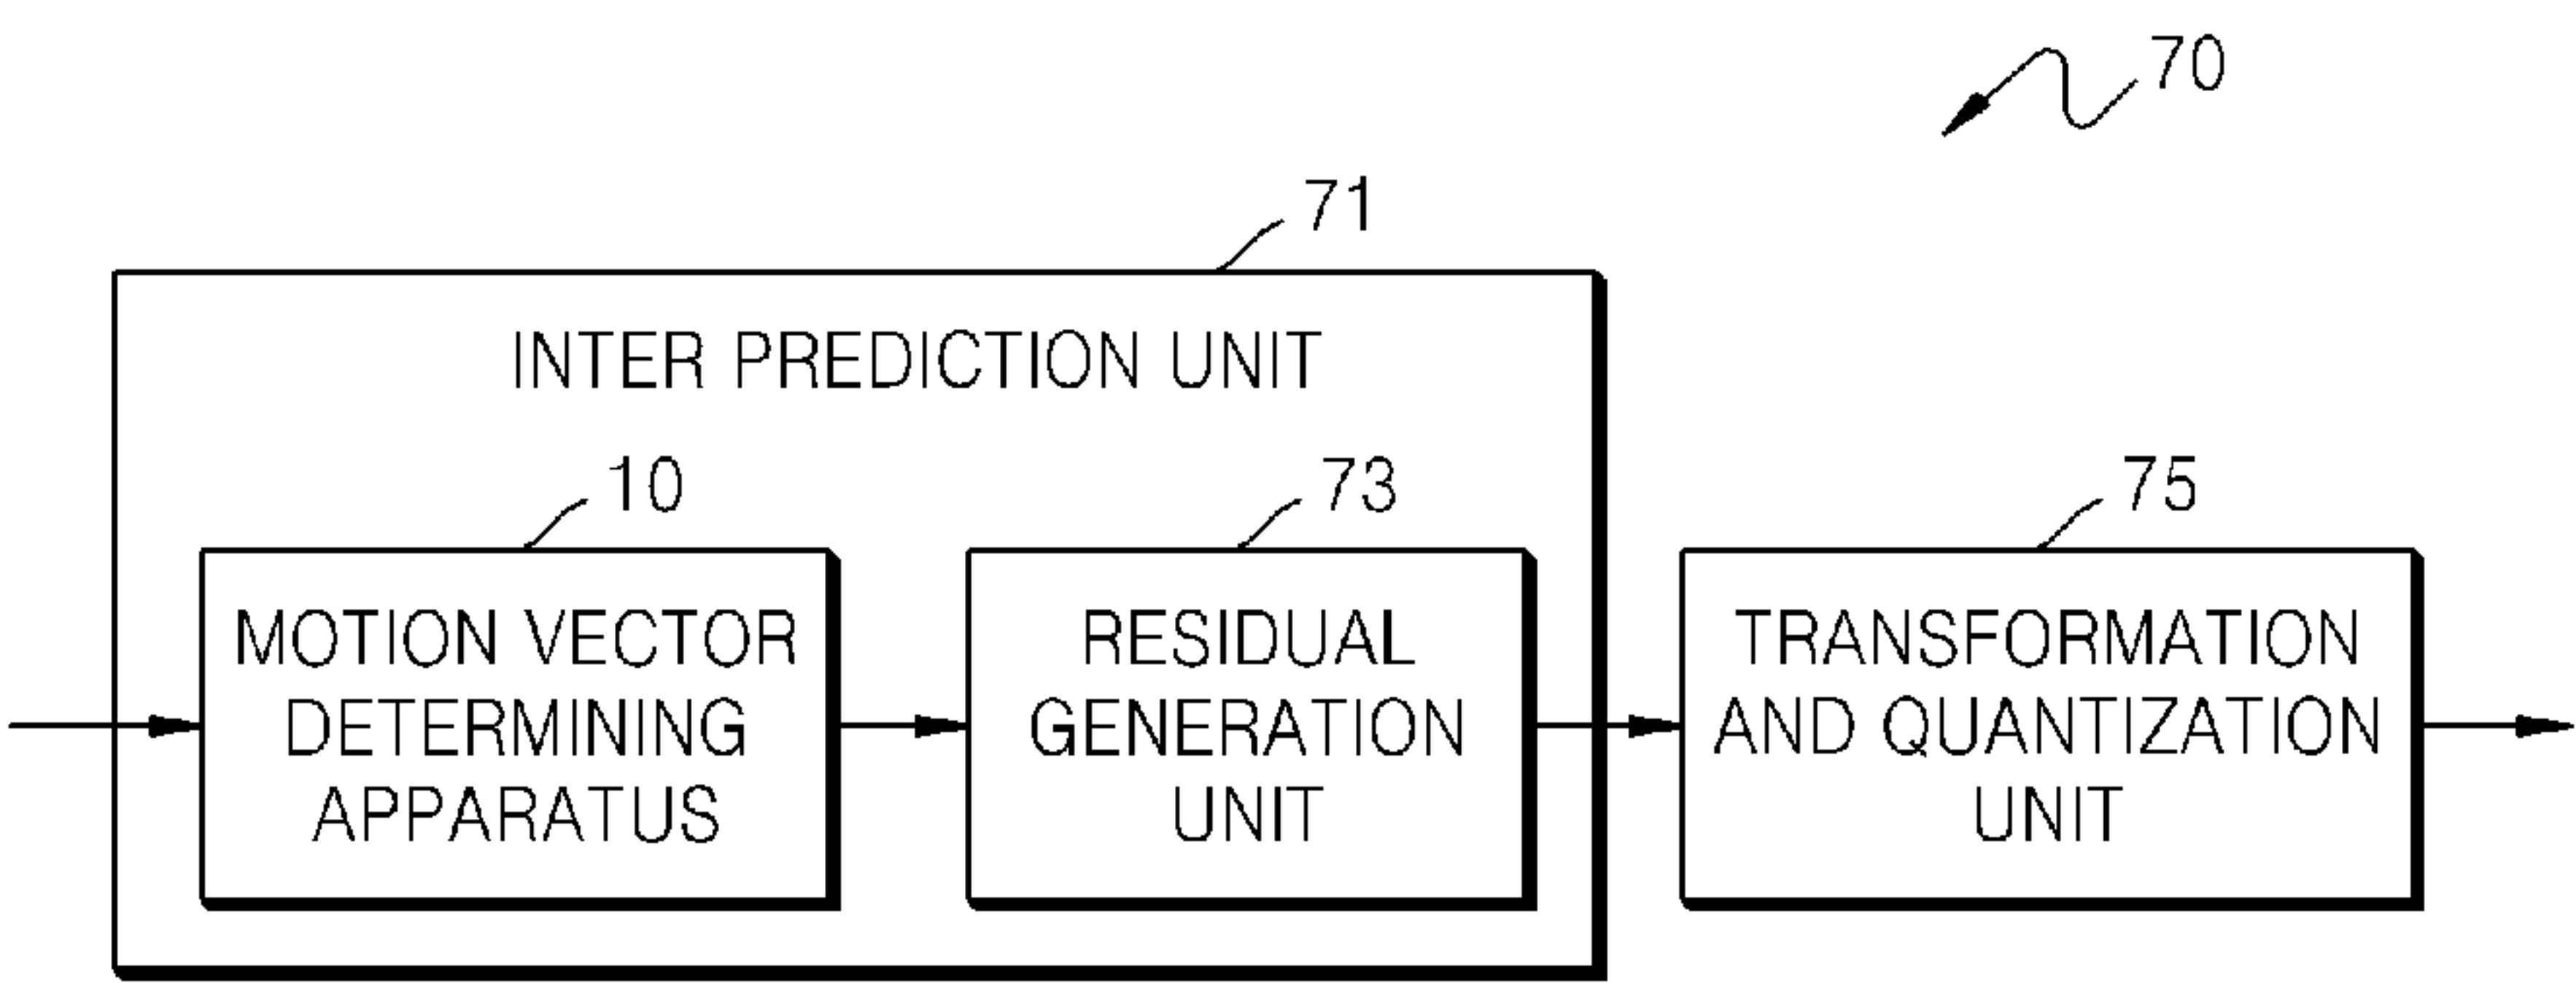 70
71
INTER PREDICTION UNIT
10
73
75
MOTION VECTOR
DETERMINING
APPARATUS
RESIDUAL
GENERATION
UNIT
TRANSFORMATION
AND QUANTIZATION
UNIT